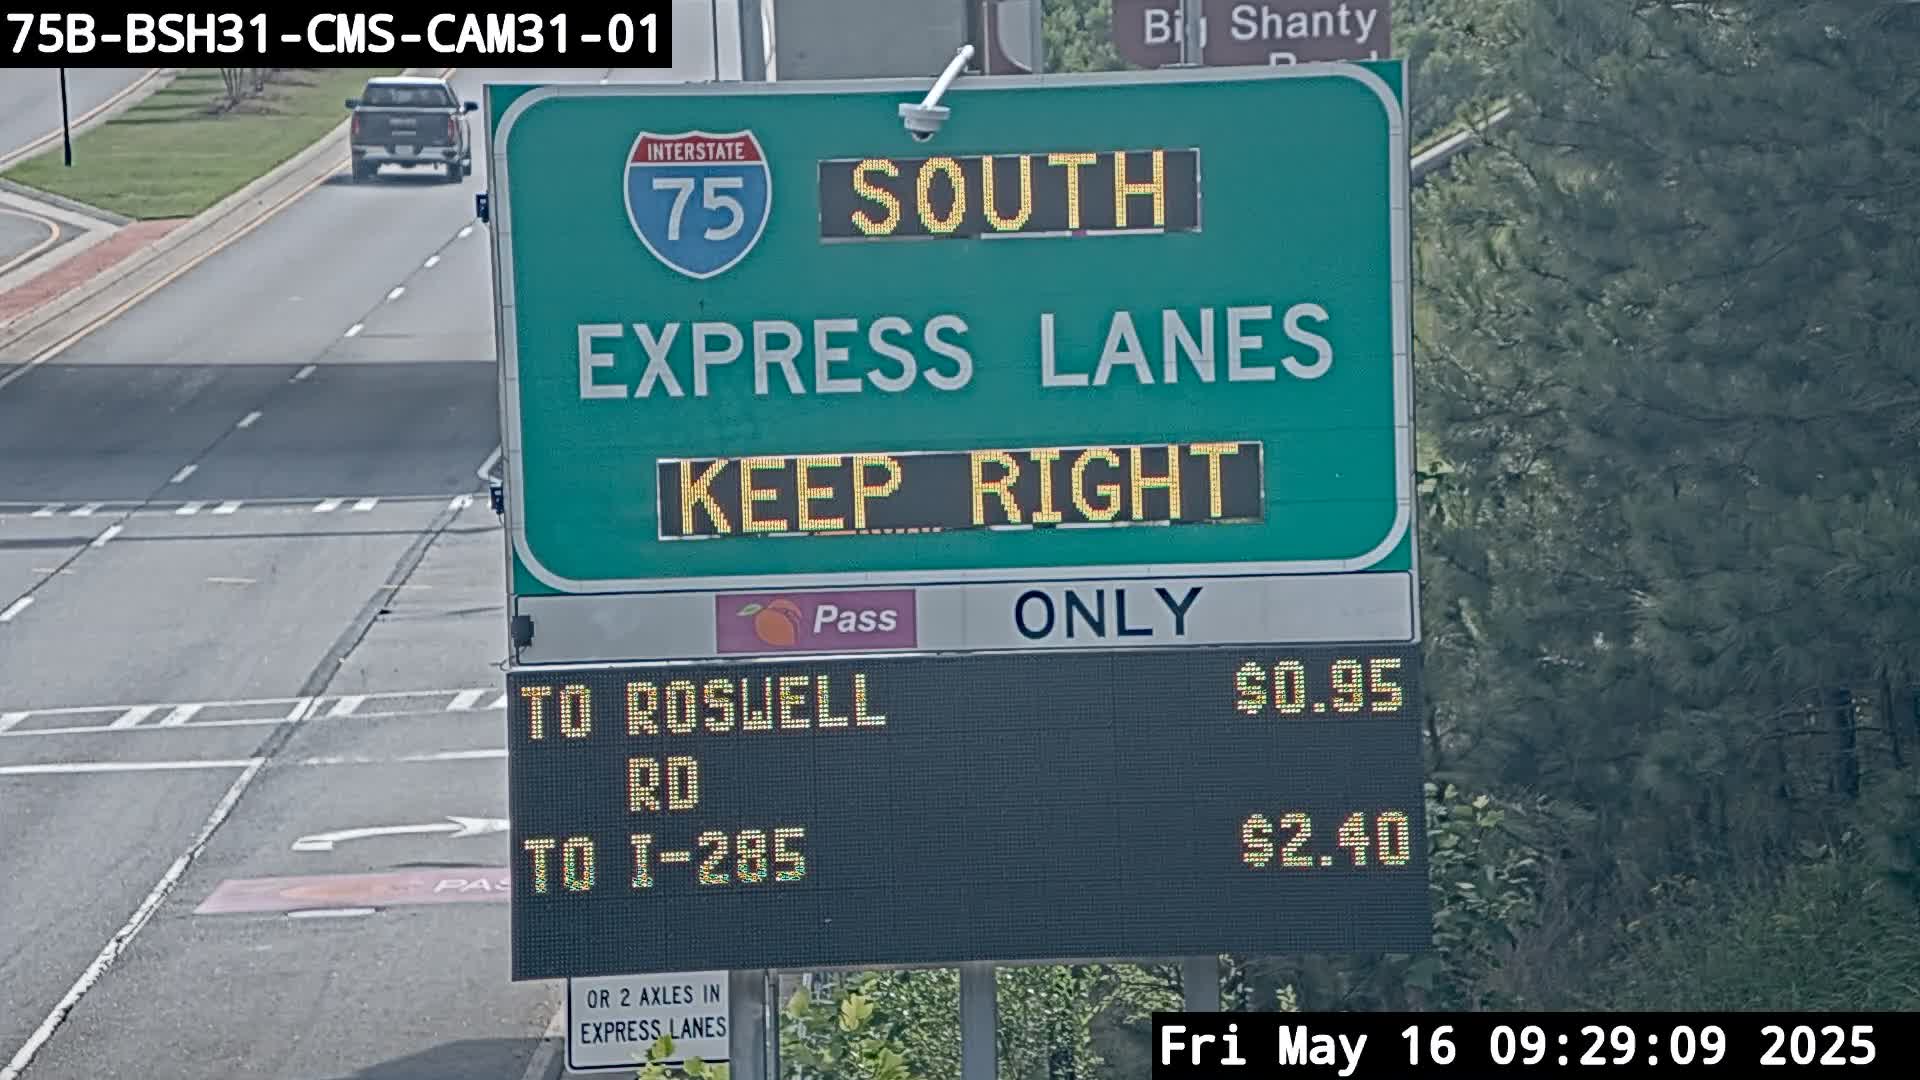 75B-BSH31-CMS-CAM31-01
Big Shanty
INTERSTATE
75
SOUTH
EXPRESS LANES
KEEP RIGHT
Pass
ONLY
TO ROSWELL $0.95
RD
TO I-285 $2.40
OR 2 AXLES IN
EXPRESS LANES
Fri May 16 09:29:09 2025